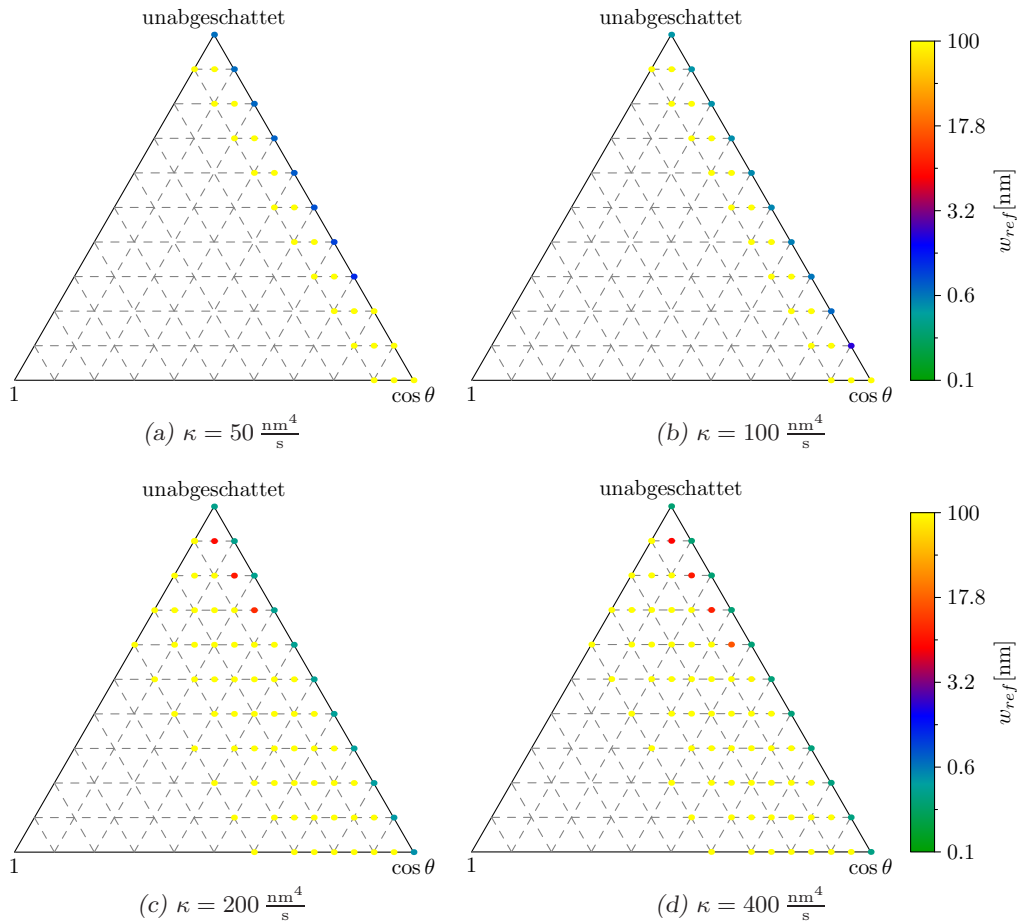 unabgeschattet unabgeschattet
100
17.8
3.2
0.6
0.1
w_ref [nm]
1 cos θ 1 cos θ
(a) κ = 50 nm⁴/s (b) κ = 100 nm⁴/s
unabgeschattet unabgeschattet
100
17.8
3.2
0.6
0.1
w_ref [nm]
1 cos θ 1 cos θ
(c) κ = 200 nm⁴/s (d) κ = 400 nm⁴/s